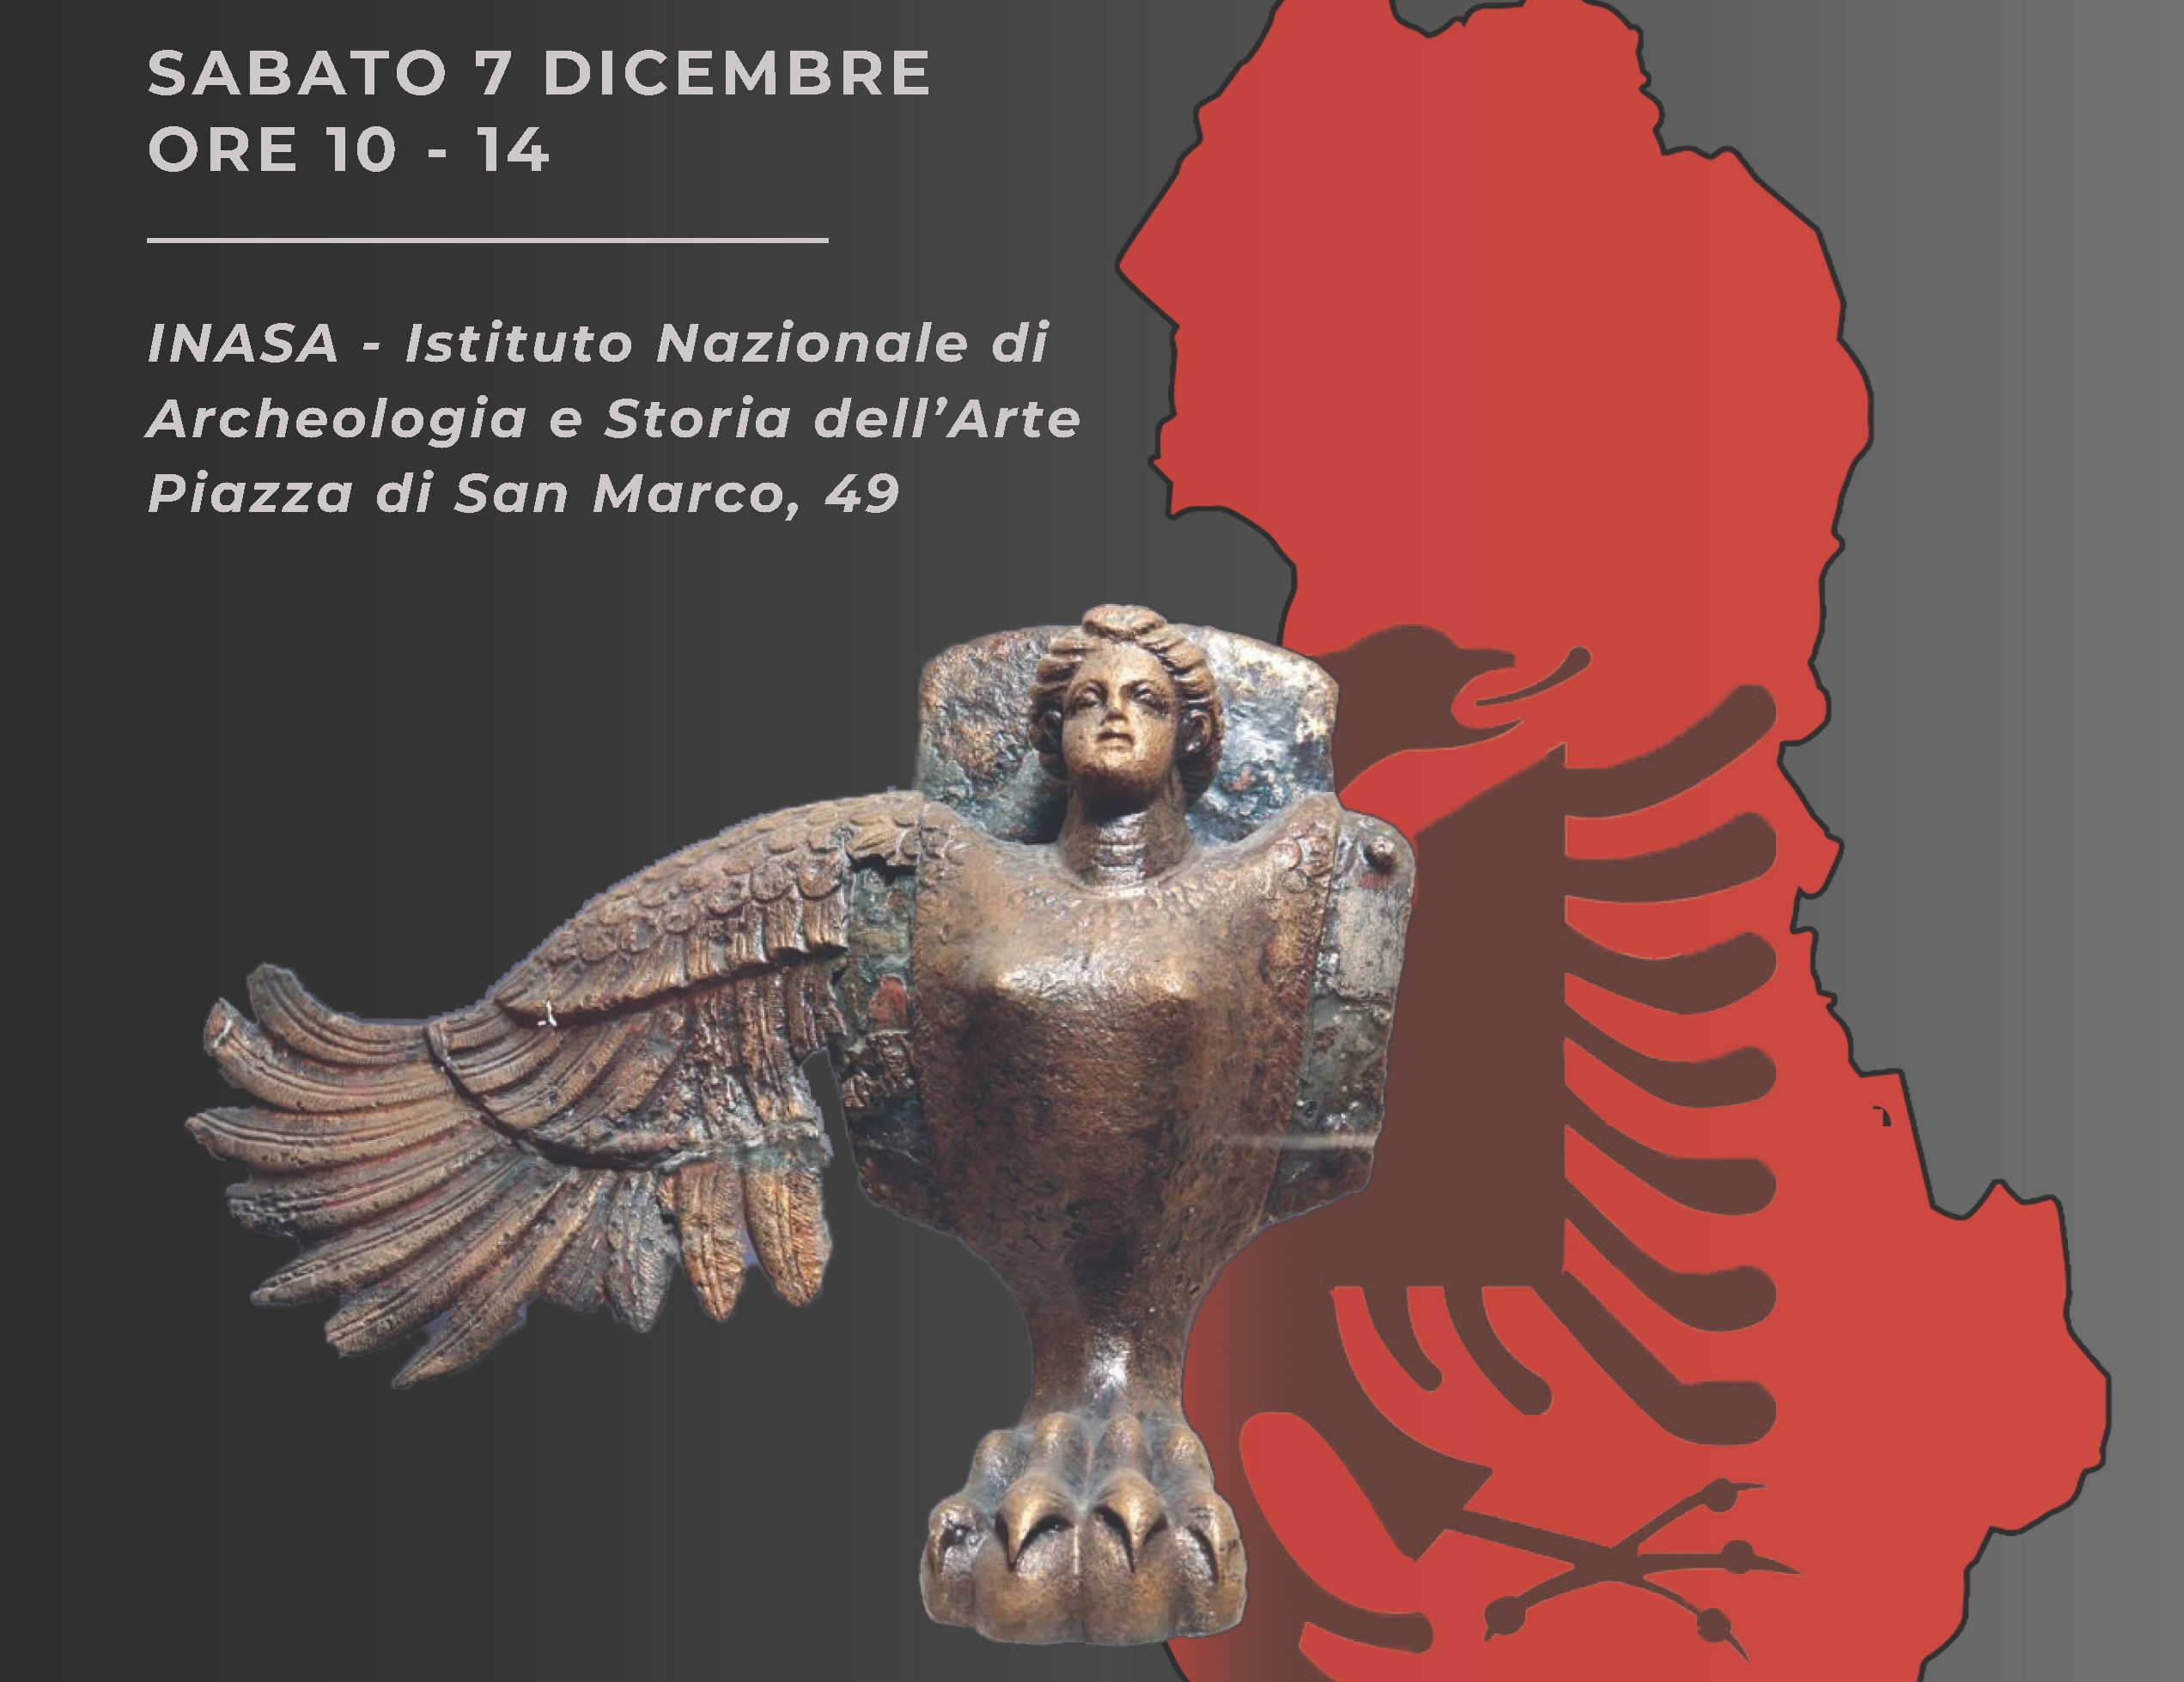 SABATO 7 DICEMBRE
ORE 10 - 14
INASA - Istituto Nazionale di
Archeologia e Storia dell’Arte
Piazza di San Marco, 49